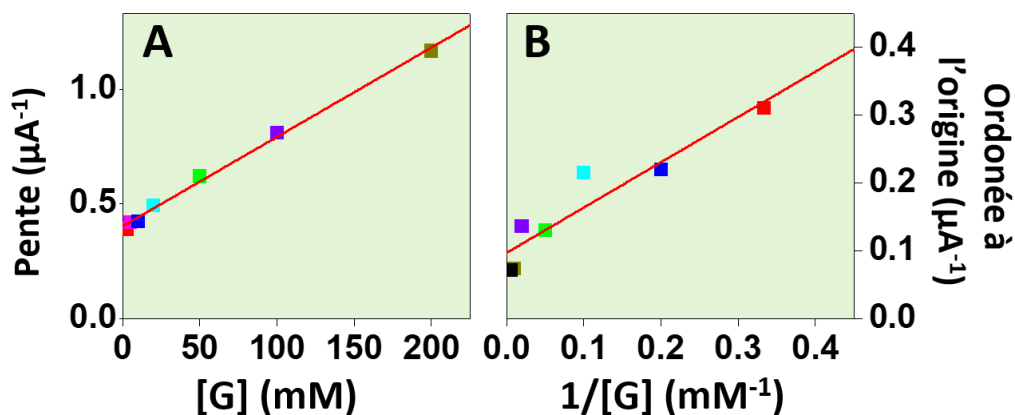 A
B
Pente (µA⁻¹)
1.0
0.5
0.0
0 50 100 150 200
[G] (mM)
0.4
0.3
0.2
0.1
0.0
Ordonée à
l'origine (µA⁻¹)
0.0 0.1 0.2 0.3 0.4
1/[G] (mM⁻¹)